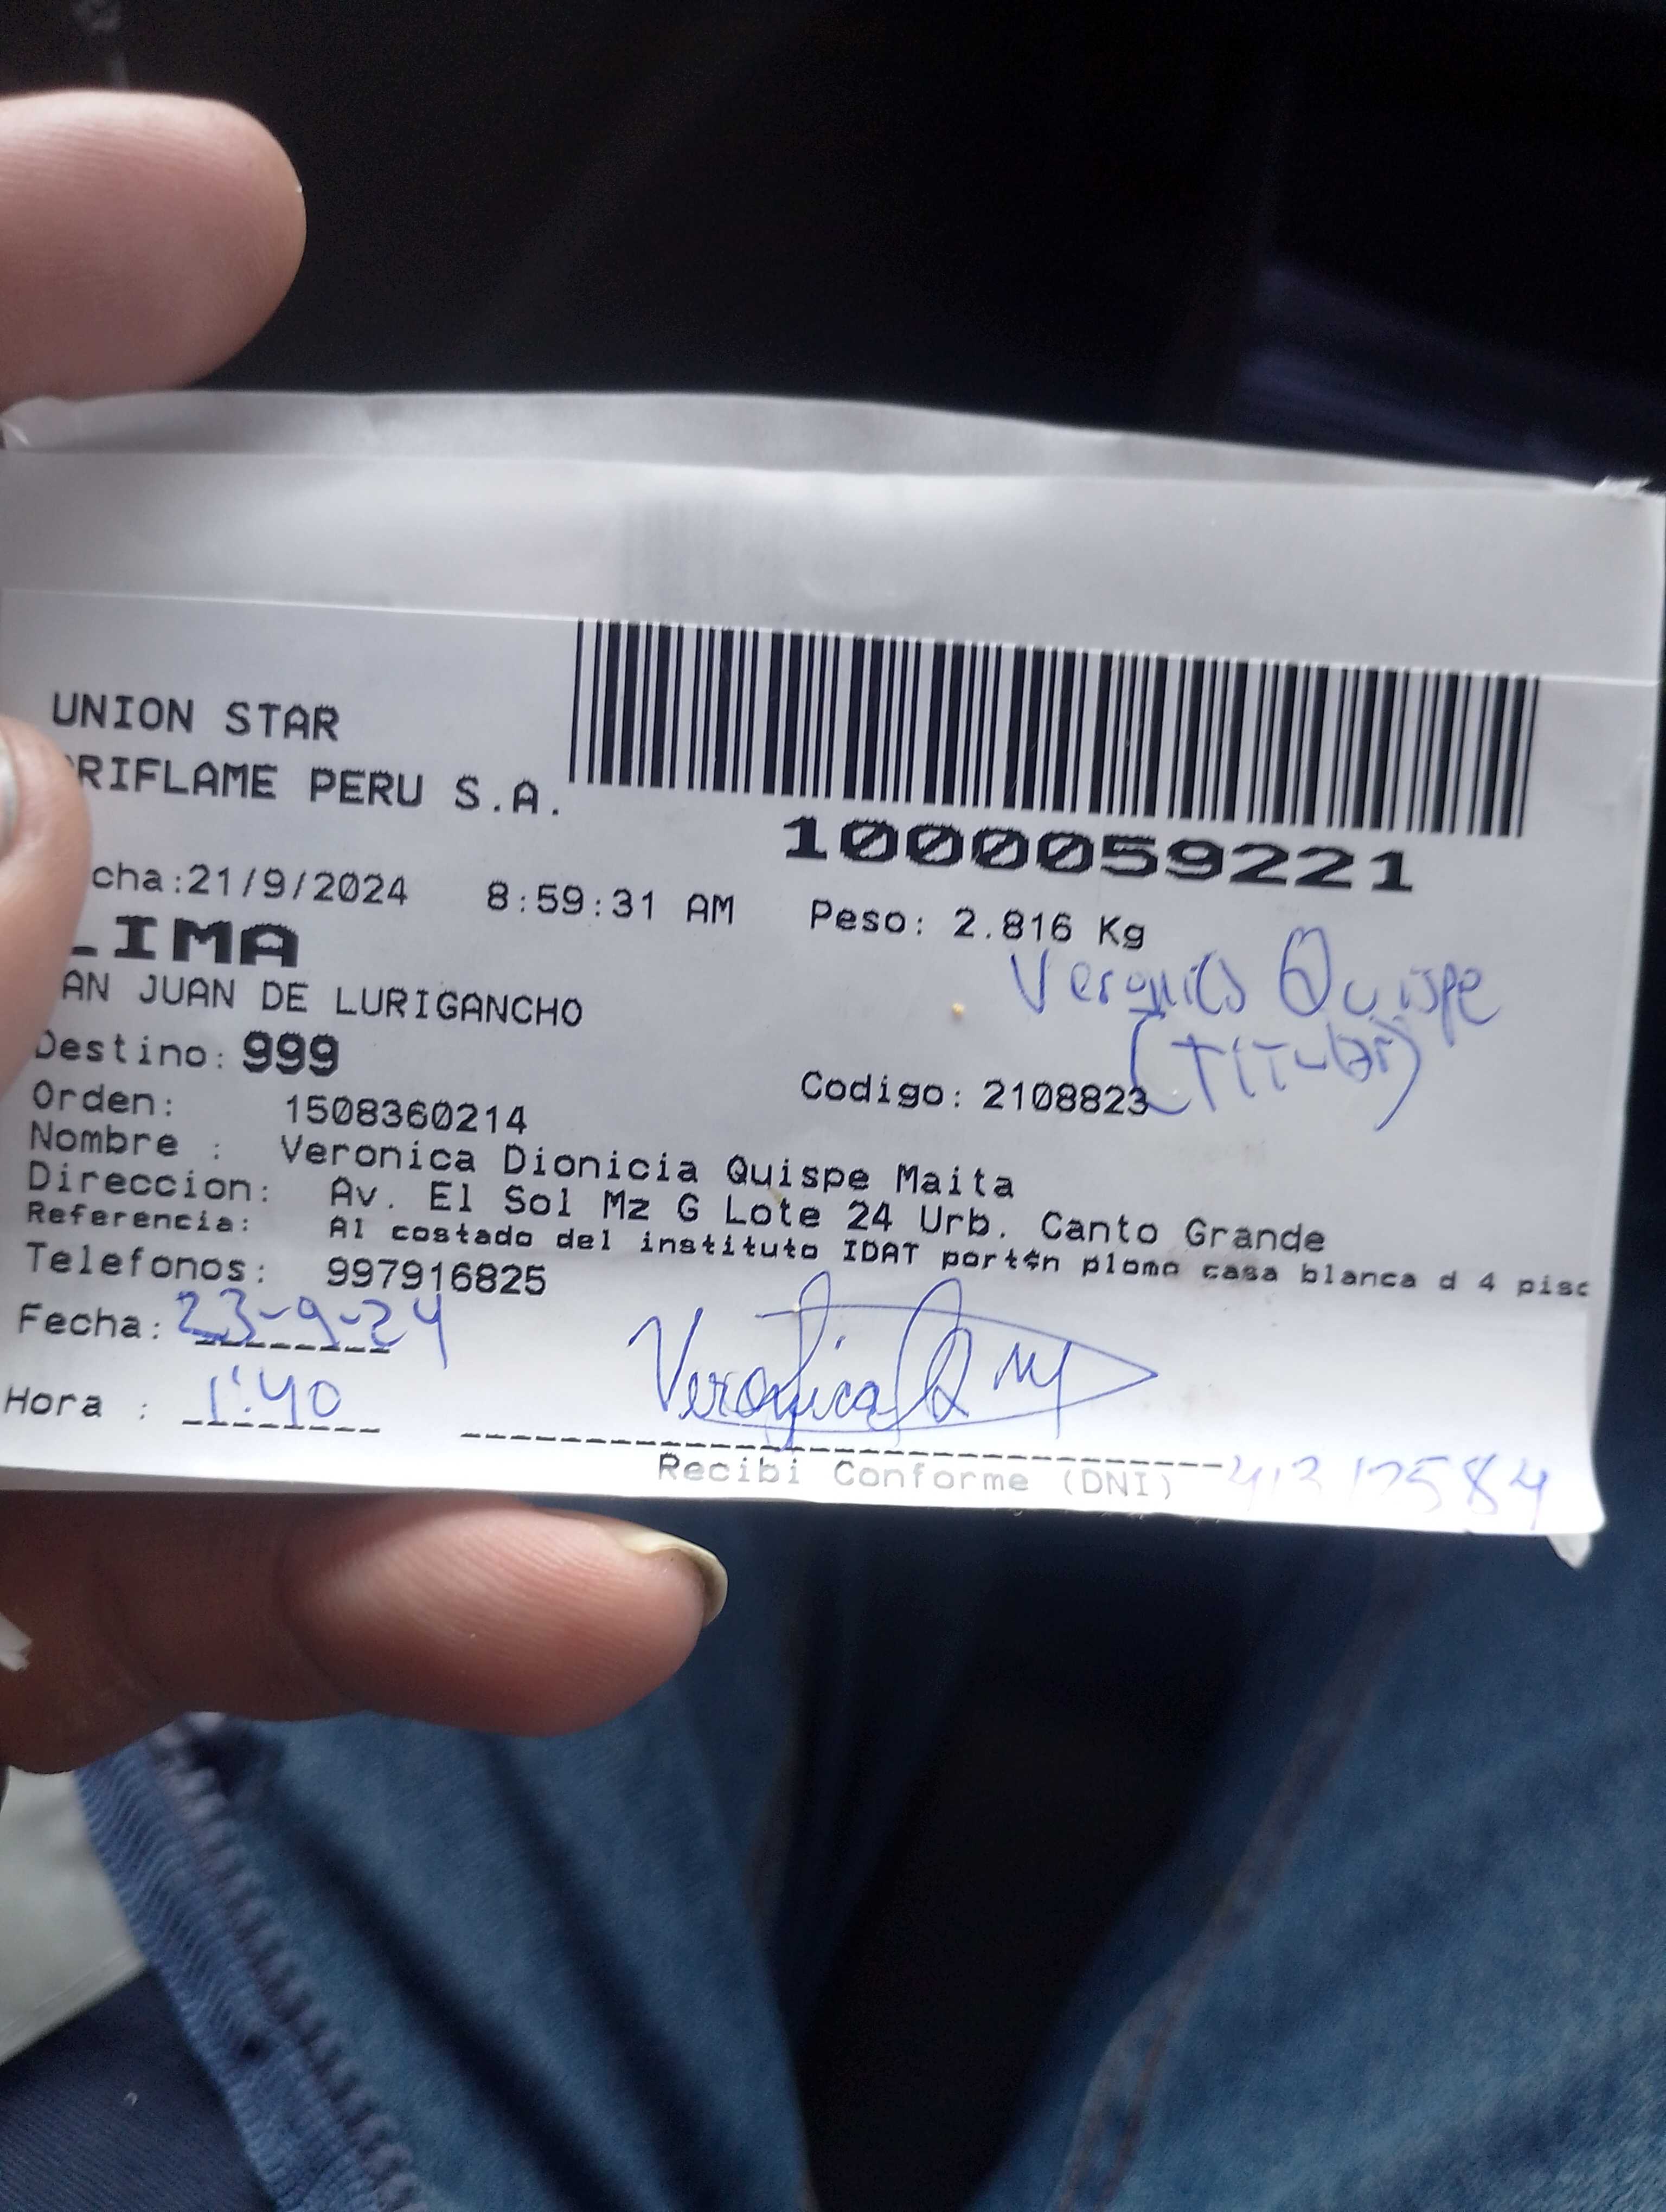 UNION STAR
RIFLAME PERU S.A.
1000059221
cha:21/9/2024 8:59:31 AM Peso: 2.816 Kg
LIMA
Veronica Quispe
AN JUAN DE LURIGANCHO
(Titular)
Destino: 999
Codigo: 2108823
Orden: 1508360214
Nombre : Veronica Dionicia Quispe Maita
Direccion: Av. El Sol Mz G Lote 24 Urb. Canto Grande
Referencia: Al costado del instituto IDAT portón plomo casa blanca d 4 pisc
Telefonos: 997916825
Fecha: 23-9-24
Hora : 1:40
Veronica Q M
Recibi Conforme (DNI)